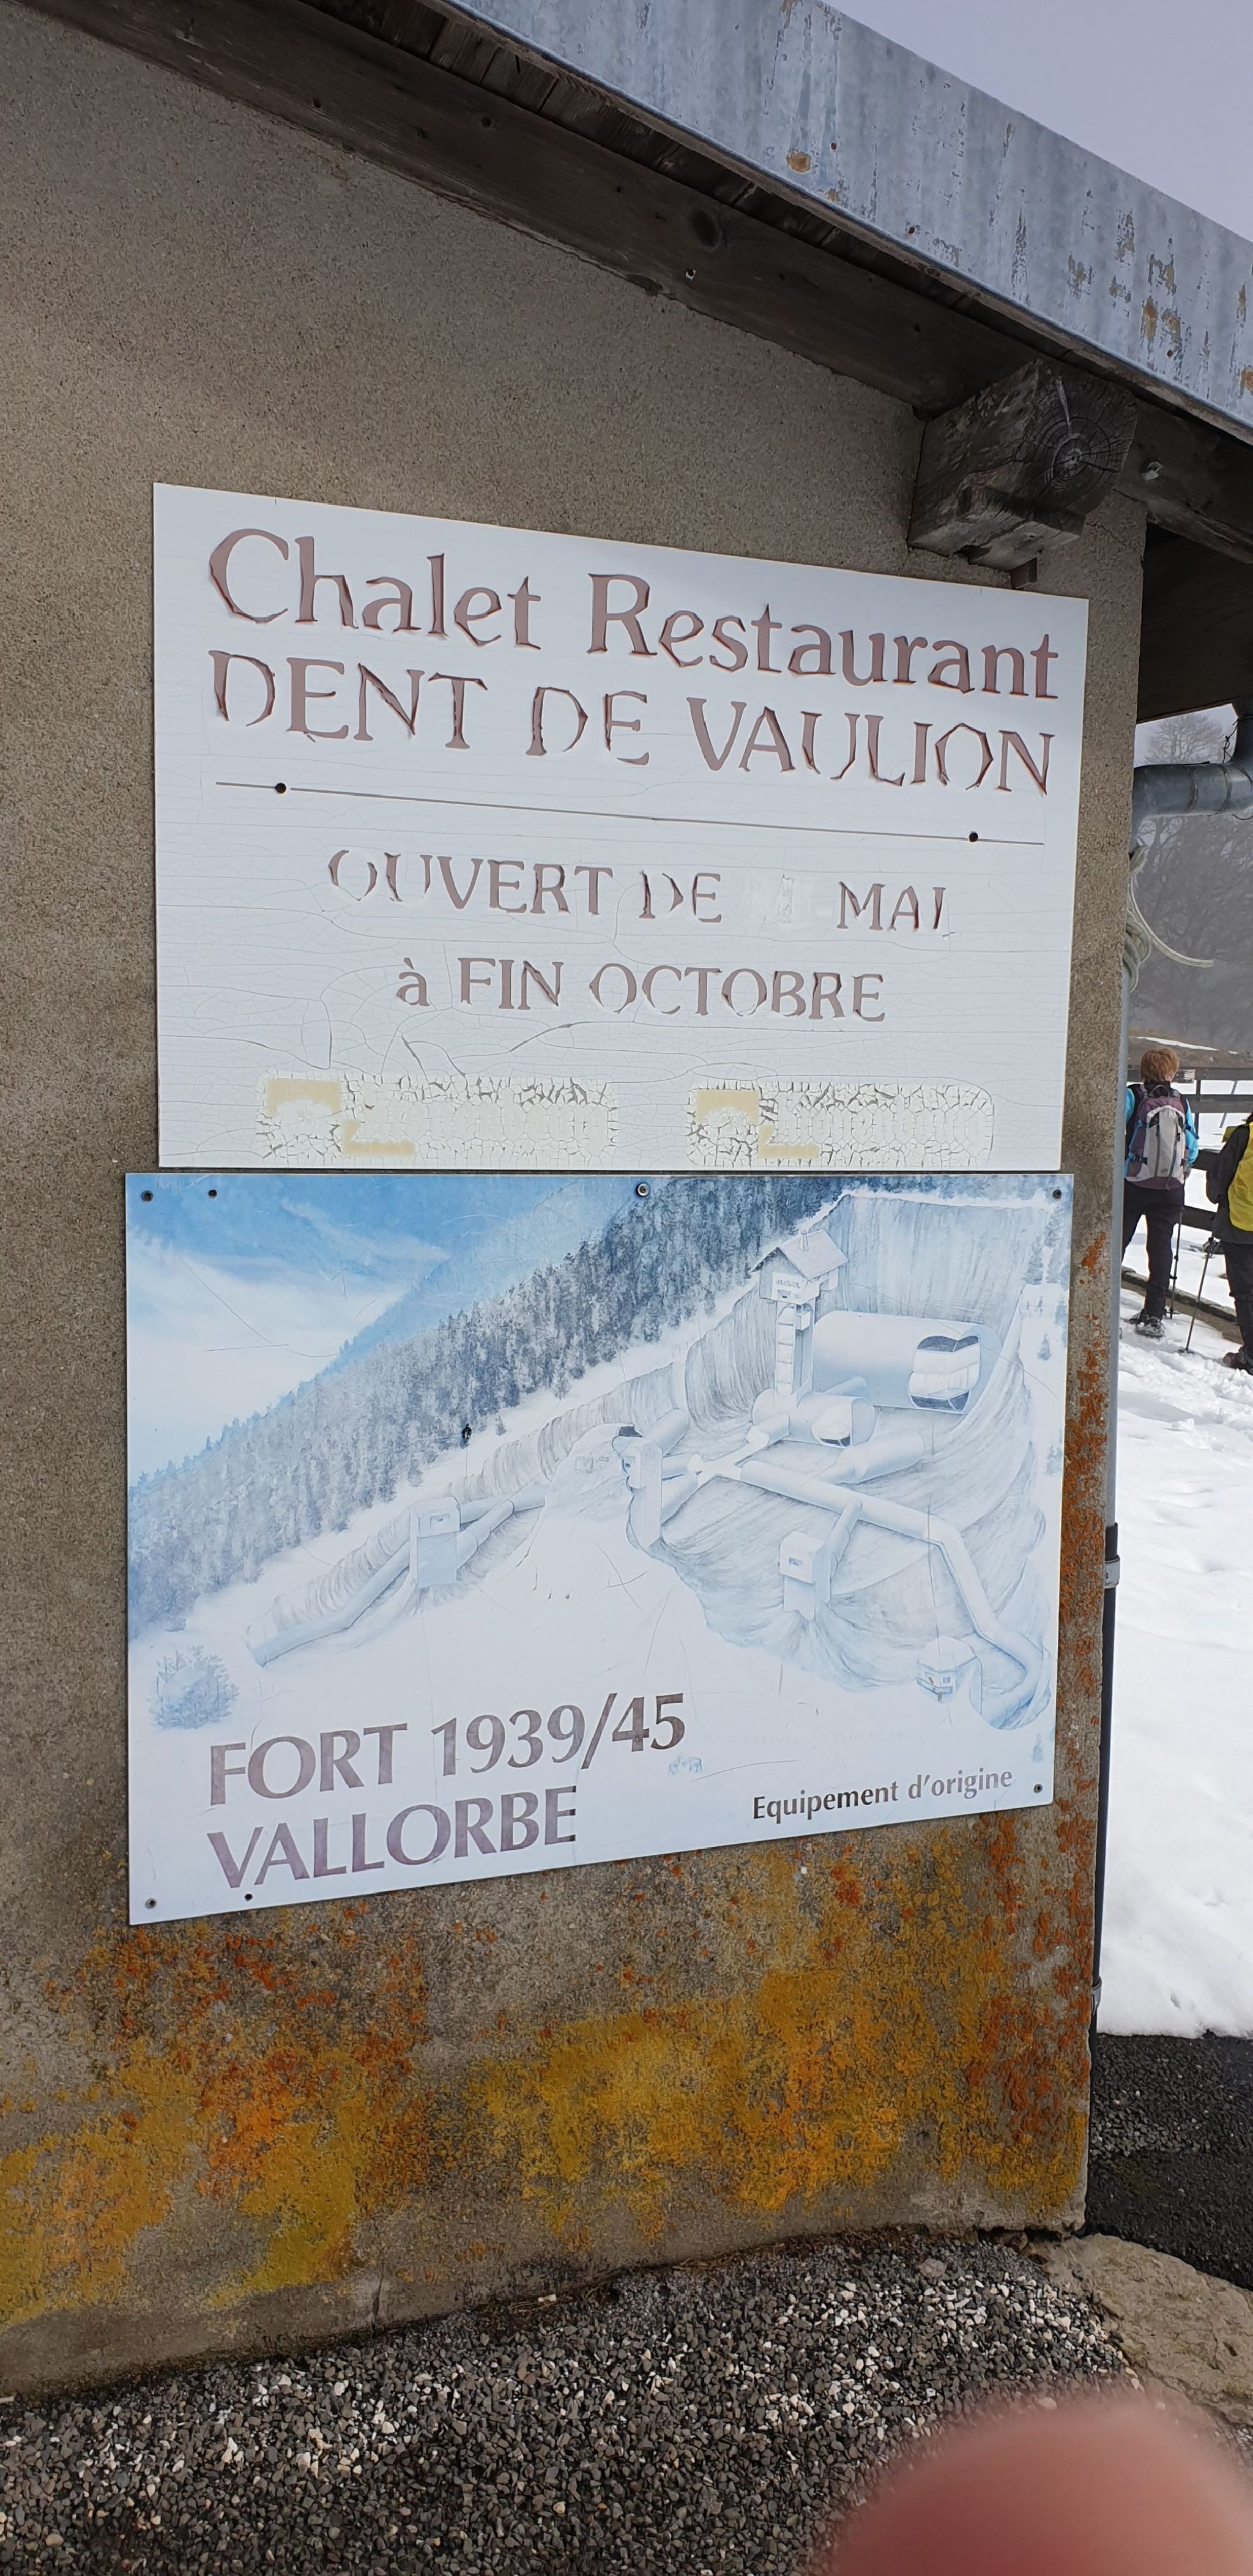 Chalet Restaurant
DENT DE VAULION
OUVERT DE MAI
à FIN OCTOBRE
FORT 1939/45
VALLORBE
Equipement d'origine